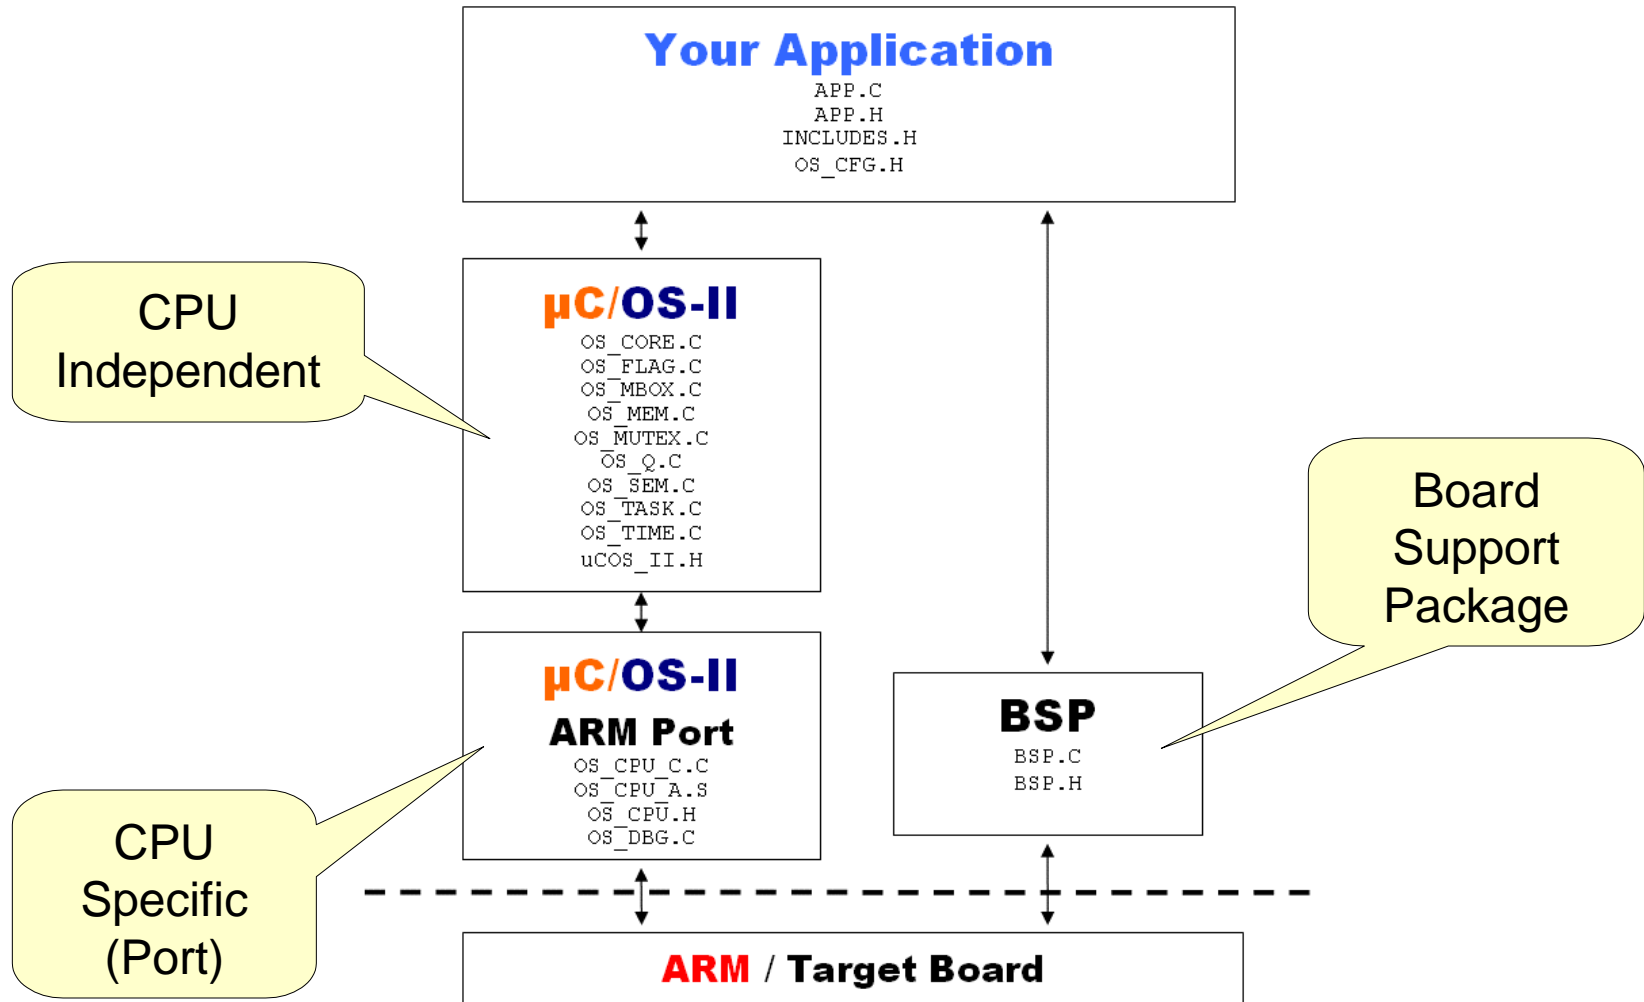 Your Application
APP.C
APP.H
INCLUDES.H
OS_CFG.H
CPU
Independent
µC/OS-II
OS_CORE.C
OS_FLAG.C
OS_MBOX.C
OS_MEM.C
OS_MUTEX.C
OS_Q.C
OS_SEM.C
OS_TASK.C
OS_TIME.C
uCOS_II.H
Board
Support
Package
µC/OS-II
ARM Port
OS_CPU_C.C
OS_CPU_A.S
OS_CPU.H
OS_DBG.C
BSP
BSP.C
BSP.H
CPU
Specific
(Port)
ARM / Target Board